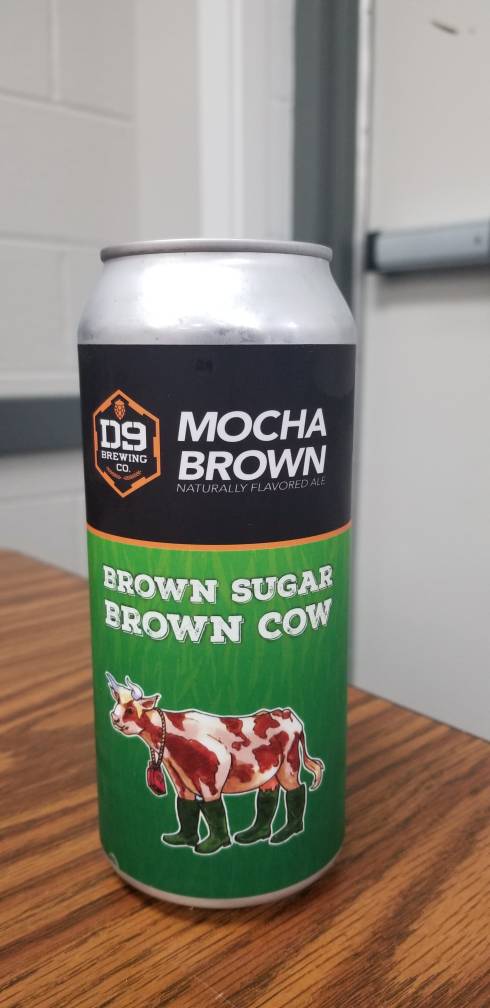 D9
BREWING
CO.
MOCHA
BROWN
NATURALLY FLAVORED ALE
BROWN SUGAR
BROWN COW